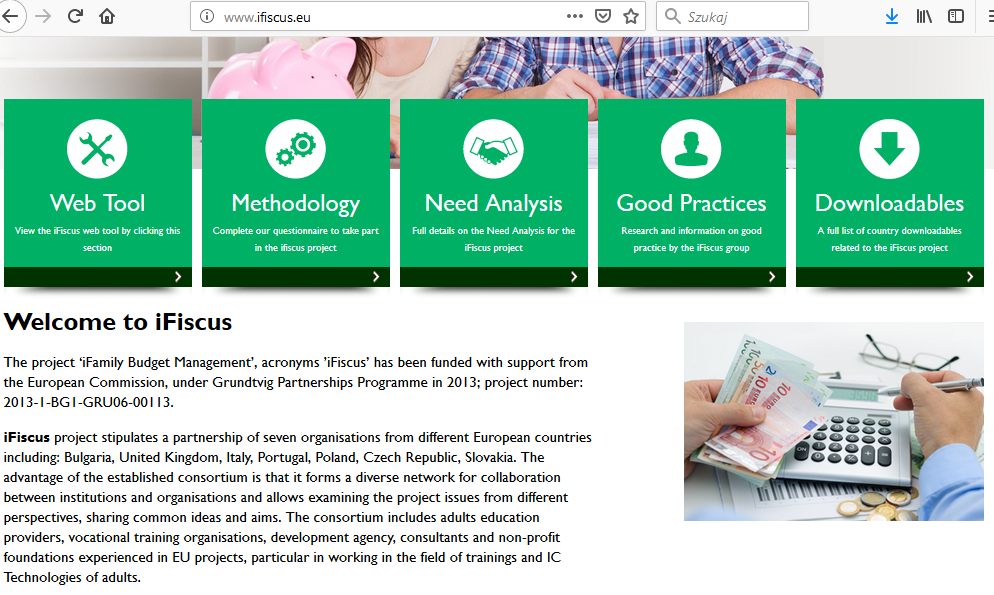 www.ifiscus.eu
Szukaj
Web Tool
View the iFiscus web tool by clicking this
section
Methodology
Complete our questionnaire to take part
in the ifiscus project
Need Analysis
Full details on the Need Analysis for the
iFiscus project
Good Practices
Research and information on good
practice by the iFiscus group
Downloadables
A full list of country downloadables
related to the iFiscus project
Welcome to iFiscus
The project ‘iFamily Budget Management’, acronyms ’iFiscus’ has been funded with support from
the European Commission, under Grundtvig Partnerships Programme in 2013; project number:
2013-1-BG1-GRU06-00113.
iFiscus project stipulates a partnership of seven organisations from different European countries
including: Bulgaria, United Kingdom, Italy, Portugal, Poland, Czech Republic, Slovakia. The
advantage of the established consortium is that it forms a diverse network for collaboration
between institutions and organisations and allows examining the project issues from different
perspectives, sharing common ideas and aims. The consortium includes adults education
providers, vocational training organisations, development agency, consultants and non-profit
foundations experienced in EU projects, particular in working in the field of trainings and IC
Technologies of adults.
10 EURO